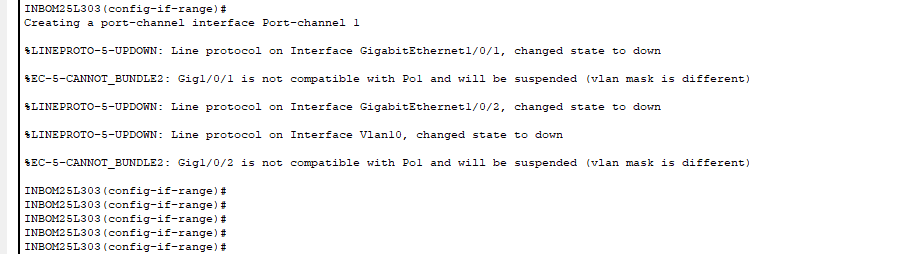 INBOM25L303(config-if-range)#
Creating a port-channel interface Port-channel 1
%LINEPROTO-5-UPDOWN: Line protocol on Interface GigabitEthernet1/0/1, changed state to down
%EC-5-CANNOT_BUNDLE2: Gig1/0/1 is not compatible with Po1 and will be suspended (vlan mask is different)
%LINEPROTO-5-UPDOWN: Line protocol on Interface GigabitEthernet1/0/2, changed state to down
%LINEPROTO-5-UPDOWN: Line protocol on Interface Vlan10, changed state to down
%EC-5-CANNOT_BUNDLE2: Gig1/0/2 is not compatible with Po1 and will be suspended (vlan mask is different)
INBOM25L303(config-if-range)#
INBOM25L303(config-if-range)#
INBOM25L303(config-if-range)#
INBOM25L303(config-if-range)#
INBOM25L303(config-if-range)#